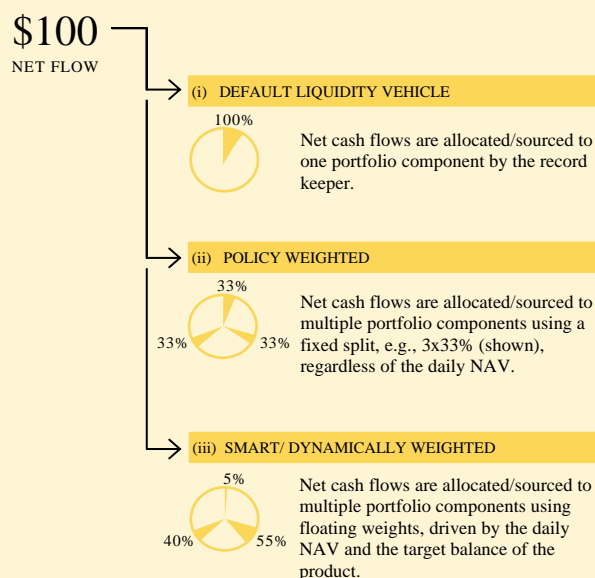 $100
NET FLOW
(i) DEFAULT LIQUIDITY VEHICLE
100%
Net cash flows are allocated/sourced to
one portfolio component by the record
keeper.
(ii) POLICY WEIGHTED
33%
33%
33%
Net cash flows are allocated/sourced to
multiple portfolio components using a
fixed split, e.g., 3x33% (shown),
regardless of the daily NAV.
(iii) SMART/ DYNAMICALLY WEIGHTED
5%
40%
55%
Net cash flows are allocated/sourced to
multiple portfolio components using
floating weights, driven by the daily
NAV and the target balance of the
product.